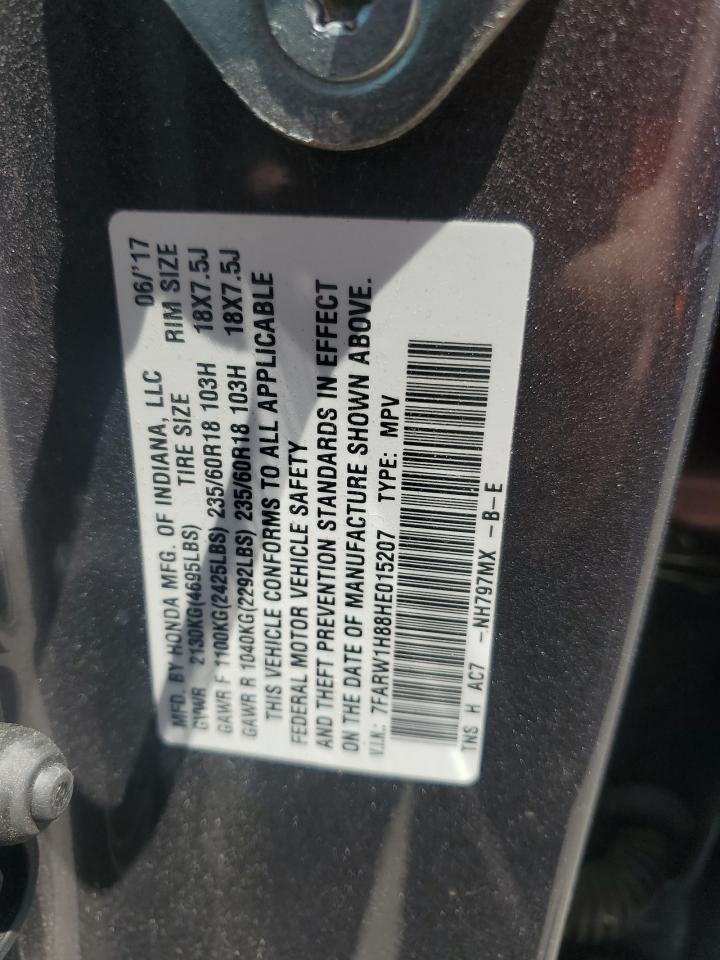 MFD. BY HONDA MFG. OF INDIANA, LLC 06/'17
GVWR 2130KG(4695LBS) TIRE SIZE RIM SIZE
GAWR F 1100KG(2425LBS) 235/60R18 103H 18X7.5J
GAWR R 1040KG(2292LBS) 235/60R18 103H 18X7.5J
THIS VEHICLE CONFORMS TO ALL APPLICABLE
FEDERAL MOTOR VEHICLE SAFETY
AND THEFT PREVENTION STANDARDS IN EFFECT
ON THE DATE OF MANUFACTURE SHOWN ABOVE.
V.I.N.: 7FARW1H88HE015207 TYPE: MPV
TNS H AC7 -NH797MX -B-E